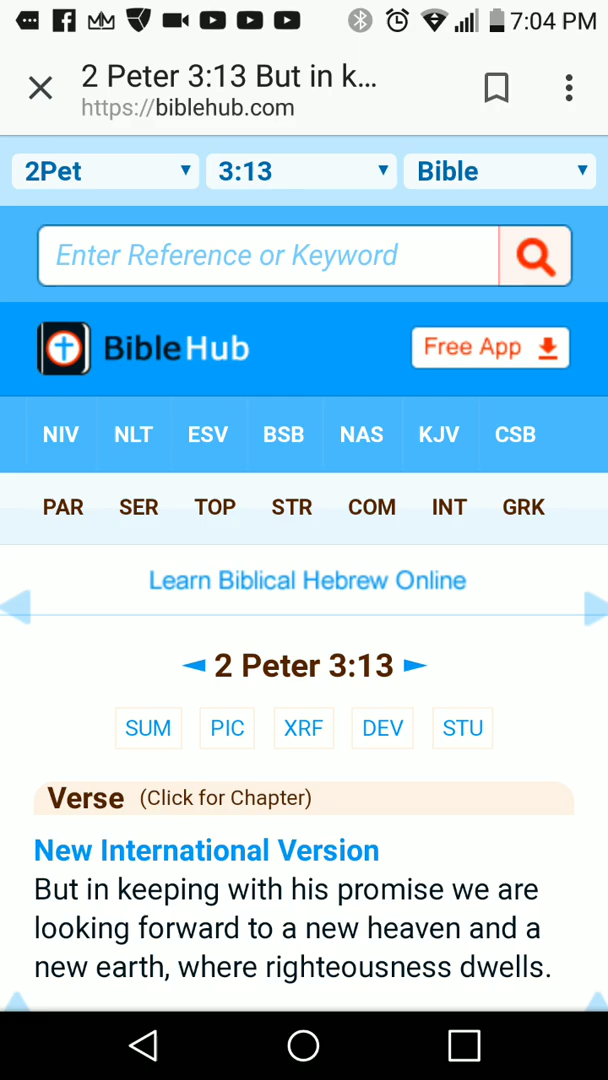 7:04 PM
2 Peter 3:13 But in k...
https://biblehub.com
2Pet 3:13 Bible
Enter Reference or Keyword
BibleHub Free App
NIV NLT ESV BSB NAS KJV CSB
PAR SER TOP STR COM INT GRK
Learn Biblical Hebrew Online
2 Peter 3:13
SUM PIC XRF DEV STU
Verse (Click for Chapter)
New International Version
But in keeping with his promise we are
looking forward to a new heaven and a
new earth, where righteousness dwells.